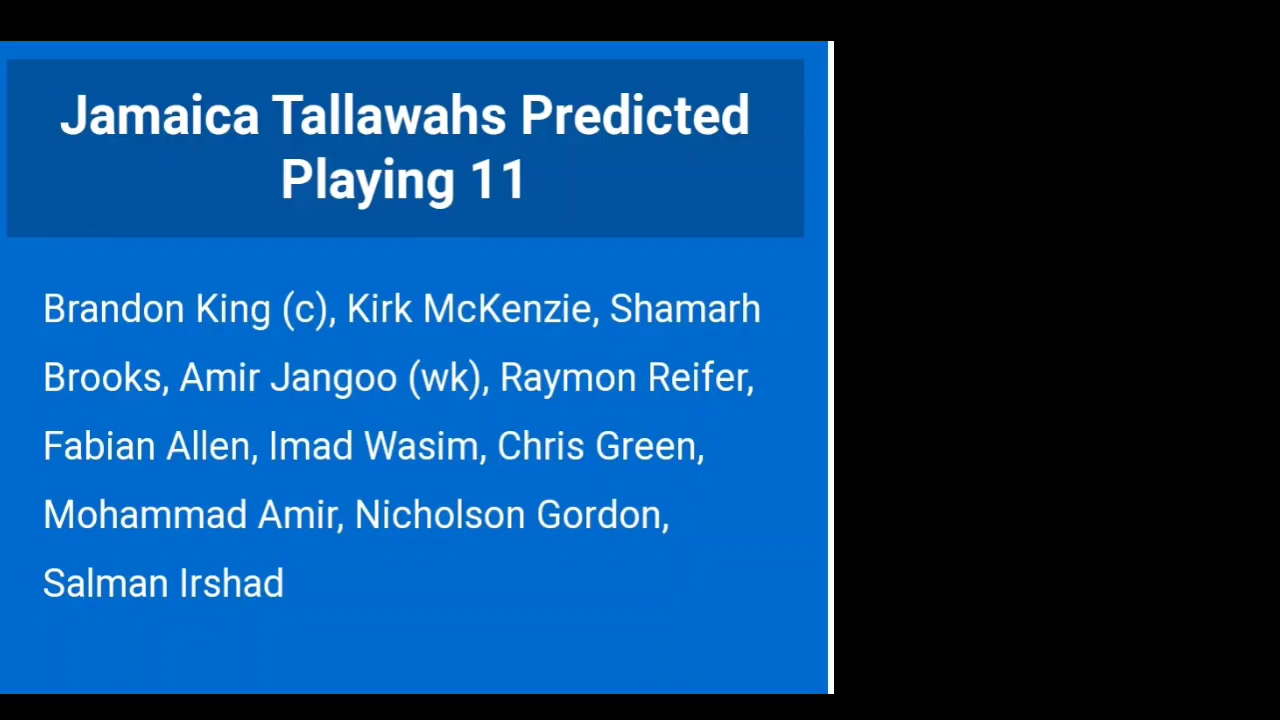 Jamaica Tallawahs Predicted
Playing 11
Brandon King (c), Kirk McKenzie, Shamarh
Brooks, Amir Jangoo (wk), Raymon Reifer,
Fabian Allen, Imad Wasim, Chris Green,
Mohammad Amir, Nicholson Gordon,
Salman Irshad